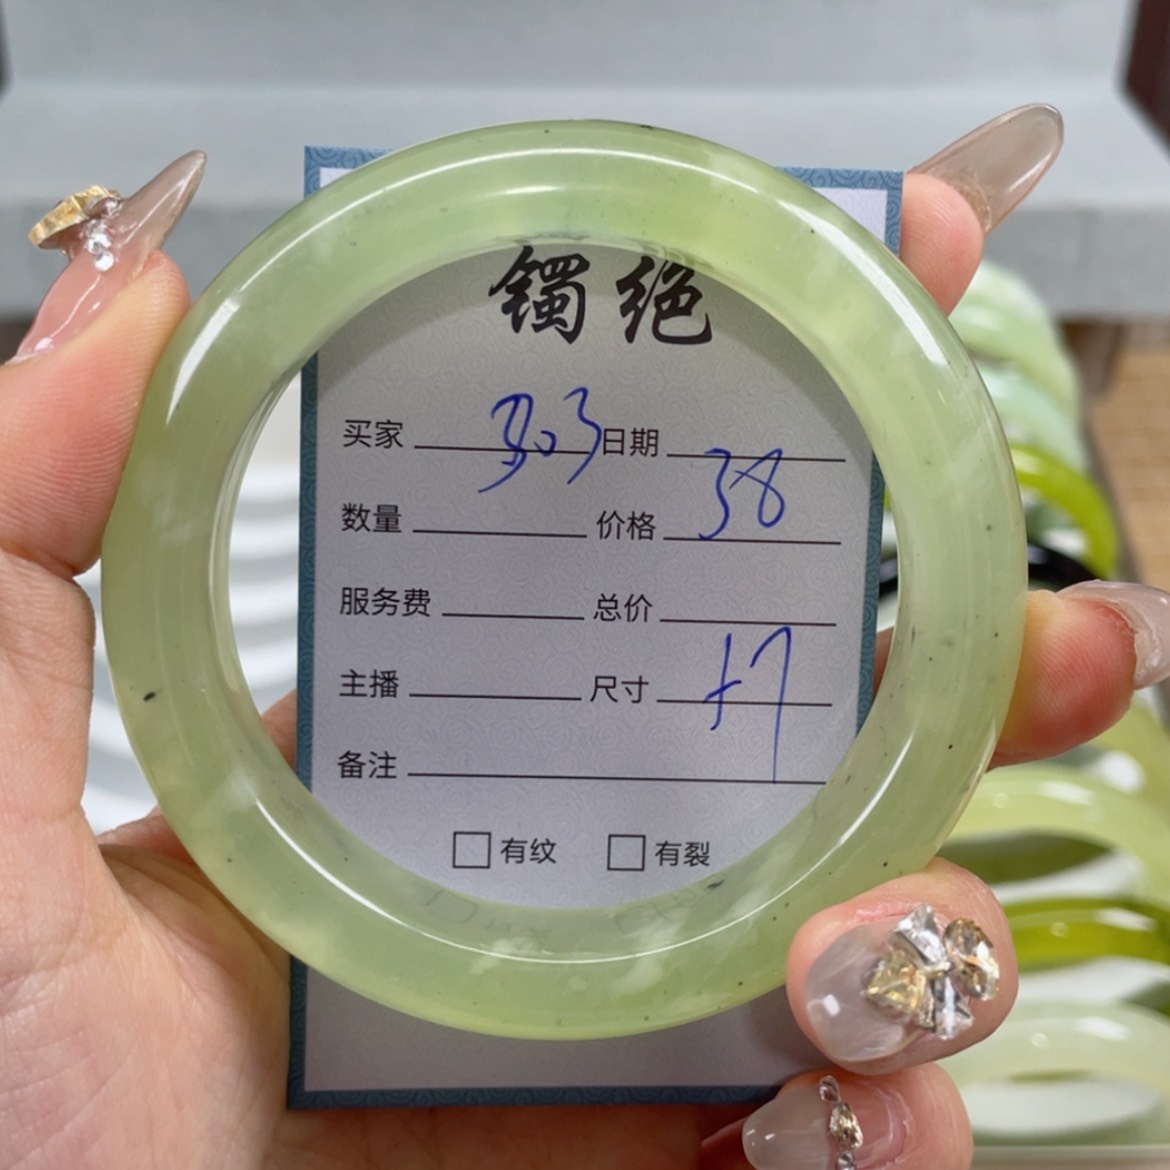 镯绝
买家 303 日期
数量 价格 38
服务费 总价
主播 尺寸 57
备注
有纹 有裂